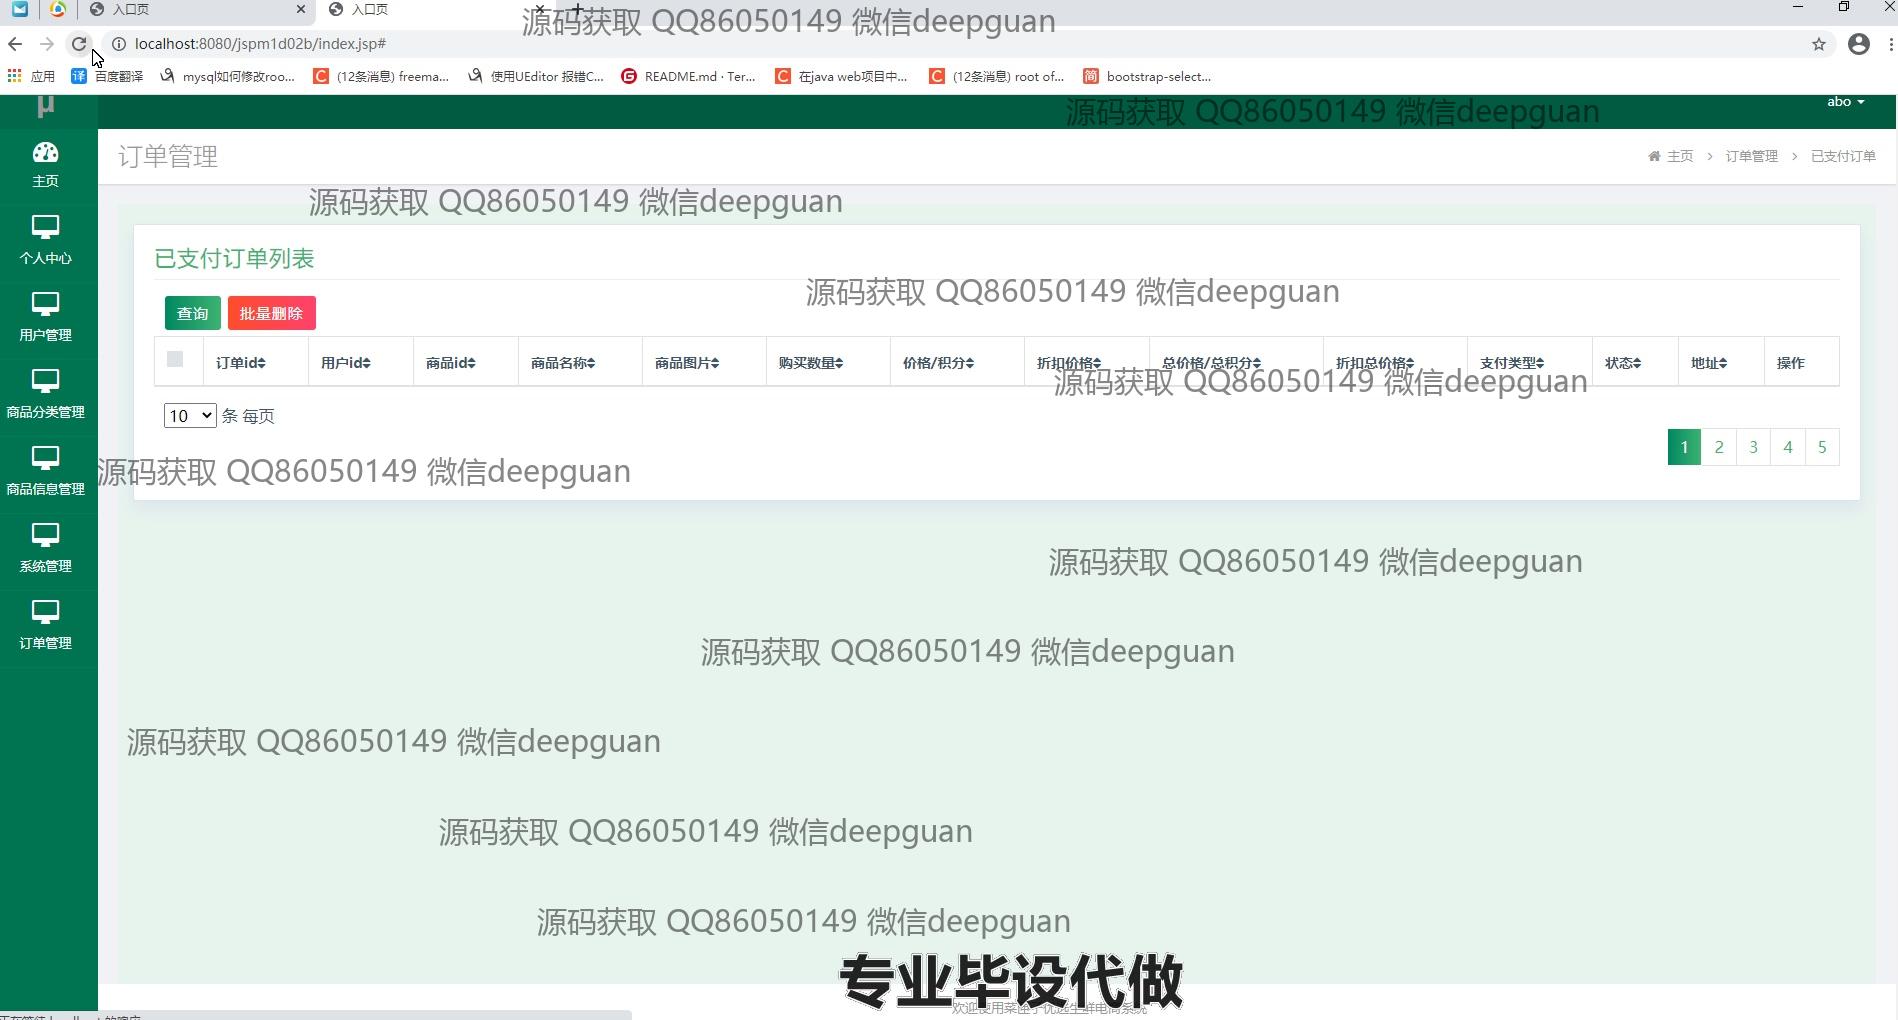 入口页
入口页
源码获取 QQ86050149 微信deepguan
localhost:8080/jspm1d02b/index.jsp#
应用
百度翻译
mysql如何修改roo...
(12条消息) freema...
使用UEditor 报错C...
README.md · Ter...
在java web项目中...
(12条消息) root of...
bootstrap-select...
μ
源码获取 QQ86050149 微信deepguan
abo
主页
订单管理
主页 > 订单管理 > 已支付订单
源码获取 QQ86050149 微信deepguan
个人中心
已支付订单列表
源码获取 QQ86050149 微信deepguan
查询 批量删除
用户管理
订单id 用户id 商品id 商品名称 商品图片 购买数量 价格/积分 折扣价格 总价格/总积分 折扣总价格 支付类型 状态 地址 操作
源码获取 QQ86050149 微信deepguan
商品分类管理
10 条 每页
1 2 3 4 5
源码获取 QQ86050149 微信deepguan
商品信息管理
系统管理
源码获取 QQ86050149 微信deepguan
订单管理
源码获取 QQ86050149 微信deepguan
源码获取 QQ86050149 微信deepguan
源码获取 QQ86050149 微信deepguan
源码获取 QQ86050149 微信deepguan
专业毕设代做